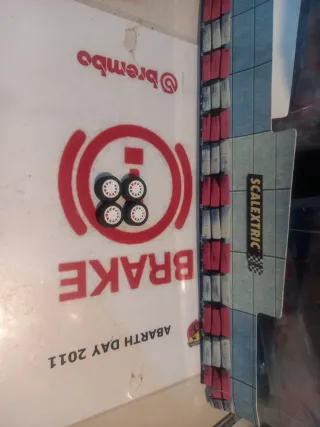 brembo
BRAKE
ABARTH DAY 2011
SCALEXTRIC